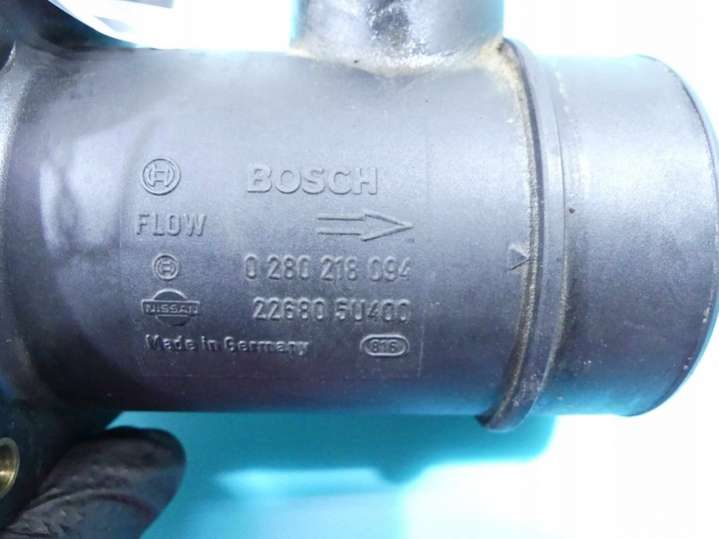 BOSCH
FLOW
0 280 218 094
NISSAN 22680 5U400
Made in Germany 816